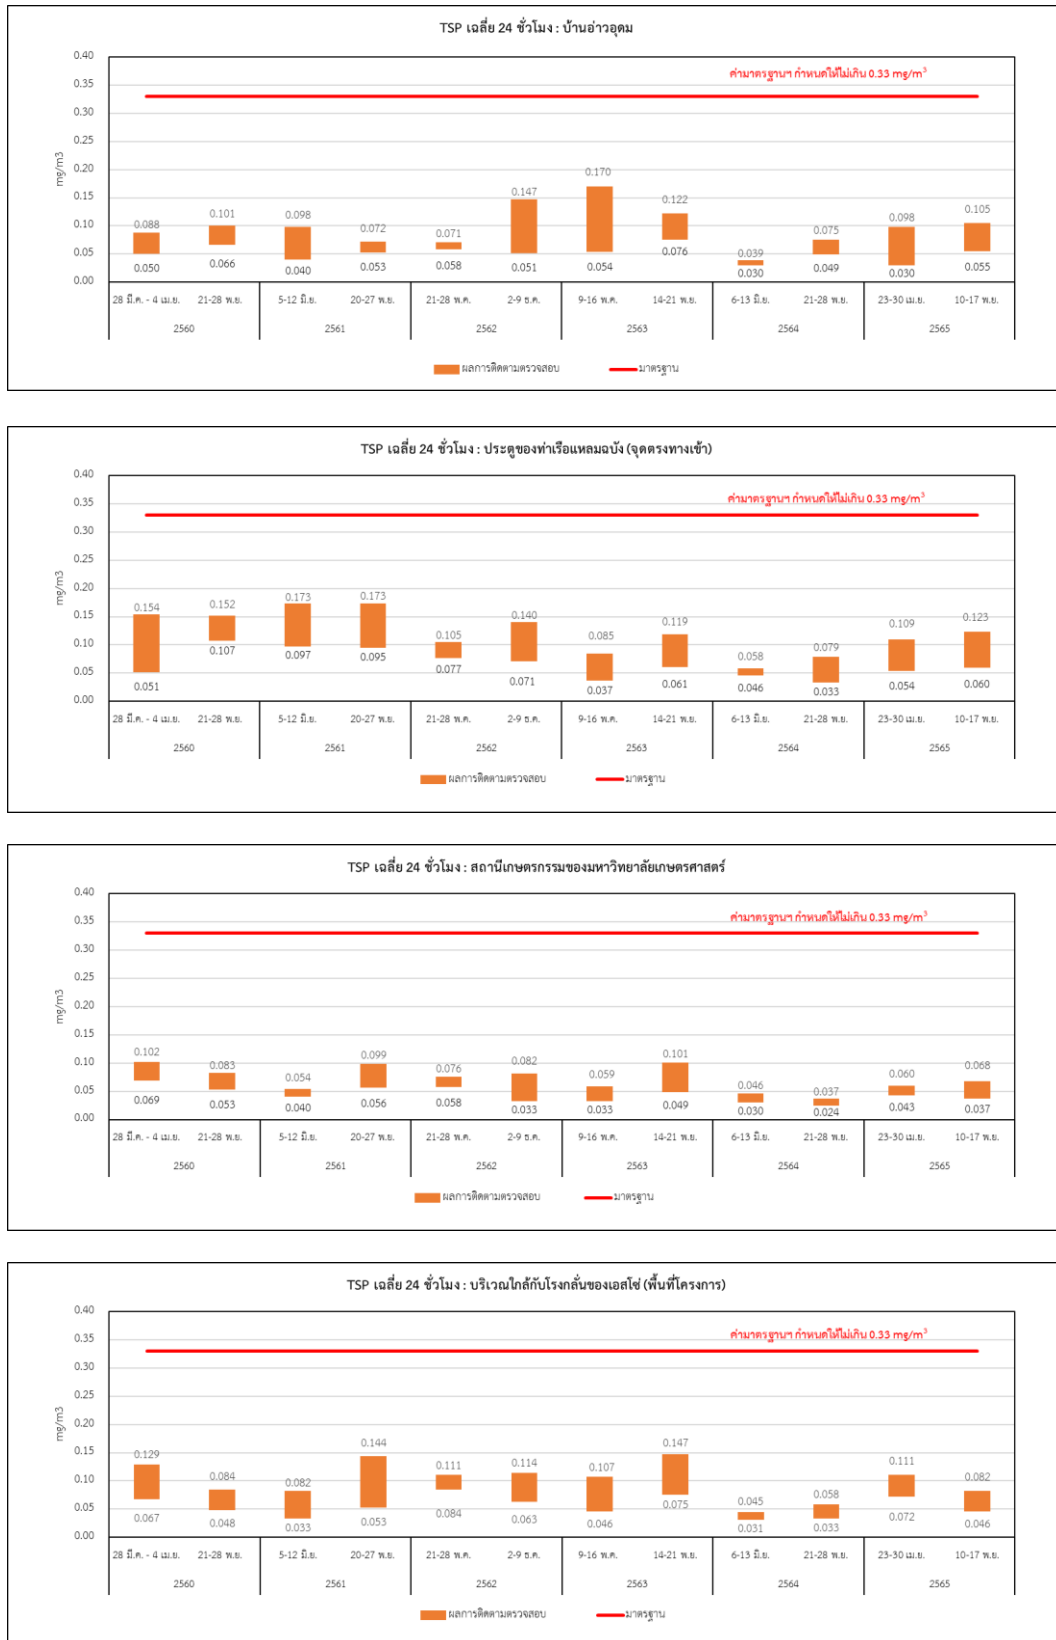 TSP เฉลี่ย 24 ชั่วโมง : บ้านอ่าวอุดม
ค่ามาตรฐานฯ กำหนดให้ไม่เกิน 0.33 mg/m³
0.40
0.35
0.30
0.25
0.20
0.15
0.10
0.05
0.00
mg/m3
0.088 0.101 0.098 0.072 0.071 0.147 0.170 0.122 0.039 0.075 0.098 0.105
0.050 0.066 0.040 0.053 0.058 0.051 0.054 0.076 0.030 0.049 0.030 0.055
28 มี.ค. - 4 เม.ย. 21-28 พ.ย. 5-12 มิ.ย. 20-27 พ.ย. 21-28 พ.ค. 2-9 ธ.ค. 9-16 พ.ค. 14-21 พ.ย. 6-13 มิ.ย. 21-28 พ.ย. 23-30 เม.ย. 10-17 พ.ย.
2560 2561 2562 2563 2564 2565
ผลการติดตามตรวจสอบ มาตรฐาน
TSP เฉลี่ย 24 ชั่วโมง : ประตูของท่าเรือแหลมฉบัง (จุดตรงทางเข้า)
ค่ามาตรฐานฯ กำหนดให้ไม่เกิน 0.33 mg/m³
0.40
0.35
0.30
0.25
0.20
0.15
0.10
0.05
0.00
mg/m3
0.154 0.152 0.173 0.173 0.105 0.140 0.085 0.119 0.058 0.079 0.109 0.123
0.051 0.107 0.097 0.095 0.077 0.071 0.037 0.061 0.046 0.033 0.054 0.060
28 มี.ค. - 4 เม.ย. 21-28 พ.ย. 5-12 มิ.ย. 20-27 พ.ย. 21-28 พ.ค. 2-9 ธ.ค. 9-16 พ.ค. 14-21 พ.ย. 6-13 มิ.ย. 21-28 พ.ย. 23-30 เม.ย. 10-17 พ.ย.
2560 2561 2562 2563 2564 2565
ผลการติดตามตรวจสอบ มาตรฐาน
TSP เฉลี่ย 24 ชั่วโมง : สถานีเกษตรกรรมของมหาวิทยาลัยเกษตรศาสตร์
ค่ามาตรฐานฯ กำหนดให้ไม่เกิน 0.33 mg/m³
0.40
0.35
0.30
0.25
0.20
0.15
0.10
0.05
0.00
mg/m3
0.102 0.083 0.054 0.099 0.076 0.082 0.059 0.101 0.046 0.037 0.060 0.068
0.069 0.053 0.040 0.056 0.058 0.033 0.033 0.049 0.030 0.024 0.043 0.037
28 มี.ค. - 4 เม.ย. 21-28 พ.ย. 5-12 มิ.ย. 20-27 พ.ย. 21-28 พ.ค. 2-9 ธ.ค. 9-16 พ.ค. 14-21 พ.ย. 6-13 มิ.ย. 21-28 พ.ย. 23-30 เม.ย. 10-17 พ.ย.
2560 2561 2562 2563 2564 2565
ผลการติดตามตรวจสอบ มาตรฐาน
TSP เฉลี่ย 24 ชั่วโมง : บริเวณใกล้กับโรงกลั่นของเอสโซ่ (พื้นที่โครงการ)
ค่ามาตรฐานฯ กำหนดให้ไม่เกิน 0.33 mg/m³
0.40
0.35
0.30
0.25
0.20
0.15
0.10
0.05
0.00
mg/m3
0.129 0.084 0.082 0.144 0.111 0.114 0.107 0.147 0.045 0.058 0.111 0.082
0.067 0.048 0.033 0.053 0.084 0.063 0.046 0.075 0.031 0.033 0.072 0.046
28 มี.ค. - 4 เม.ย. 21-28 พ.ย. 5-12 มิ.ย. 20-27 พ.ย. 21-28 พ.ค. 2-9 ธ.ค. 9-16 พ.ค. 14-21 พ.ย. 6-13 มิ.ย. 21-28 พ.ย. 23-30 เม.ย. 10-17 พ.ย.
2560 2561 2562 2563 2564 2565
ผลการติดตามตรวจสอบ มาตรฐาน